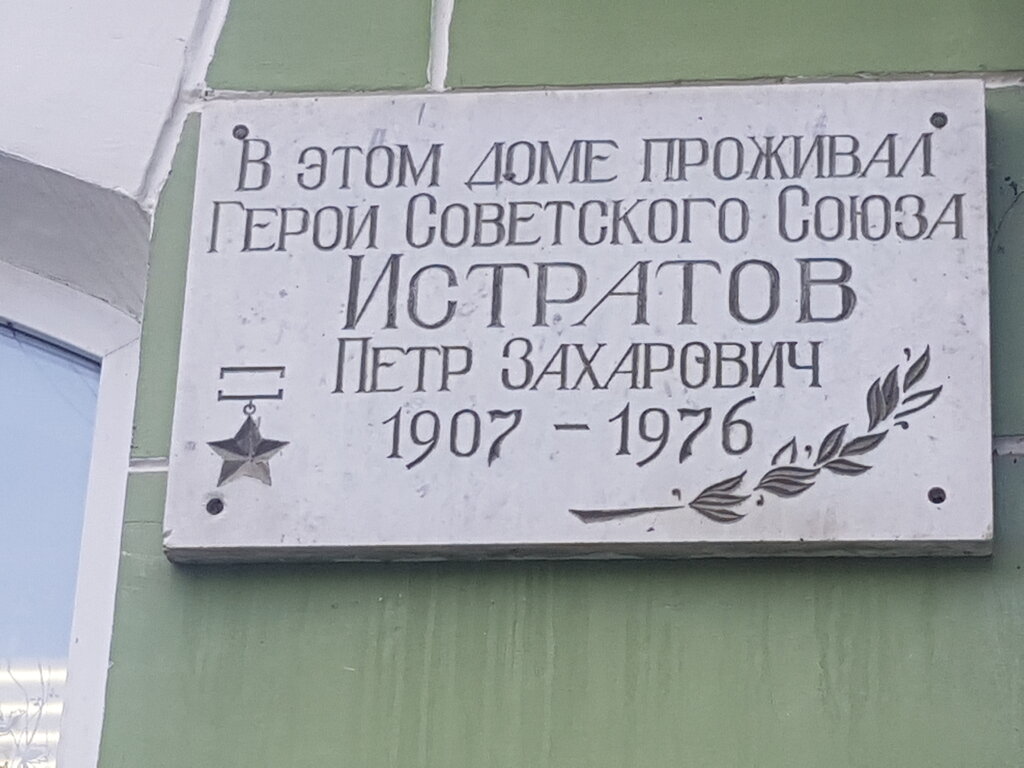 В ЭТОМ ДОМЕ ПРОЖИВАЛ
ГЕРОИ СОВЕТСКОГО СОЮЗА
ИСТРАТОВ
ПЕТР ЗАХАРОВИЧ
1907 – 1976